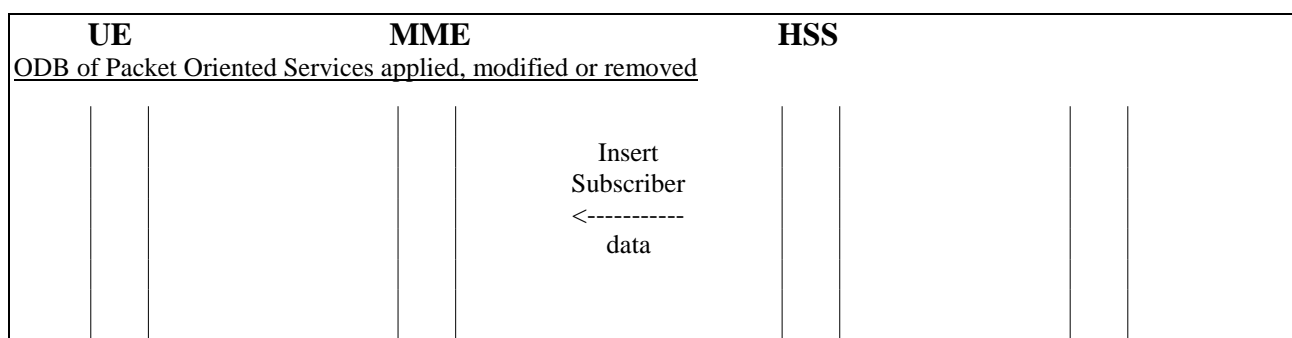 UE MME HSS
ODB of Packet Oriented Services applied, modified or removed
Insert
Subscriber
<-----------
data